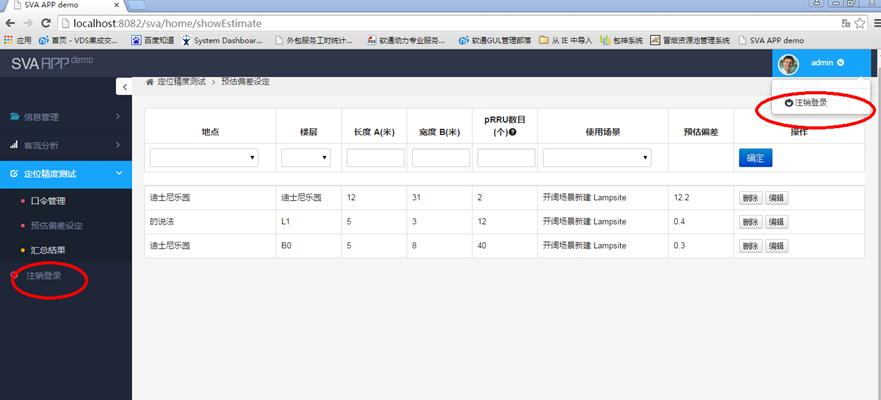 SVA APP demo
localhost:8082/sva/home/showEstimate
应用 首页 - VDS集成交... 百度知道 System Dashboar... 外包服务工时统计... 软通动力专业服务... 软通GUL管理部落 从 IE 中导入 包神系统 冒烟资源池管理系统 SVA APP demo
SVA APP demo
admin
定位精度测试 > 预估偏差设定
注销登录
信息管理
客流分析
定位精度测试
口令管理
预估偏差设定
汇总结果
注销登录
地点 楼层 长度 A(米) 宽度 B(米) pRRU数目(个) 使用场景 预估偏差 操作
确定
迪士尼乐园 迪士尼乐园 12 31 2 开阔场景新建 Lampsite 12.2 删除 编辑
的说法 L1 5 3 12 开阔场景新建 Lampsite 0.4 删除 编辑
迪士尼乐园 B0 5 8 40 开阔场景新建 Lampsite 0.3 删除 编辑